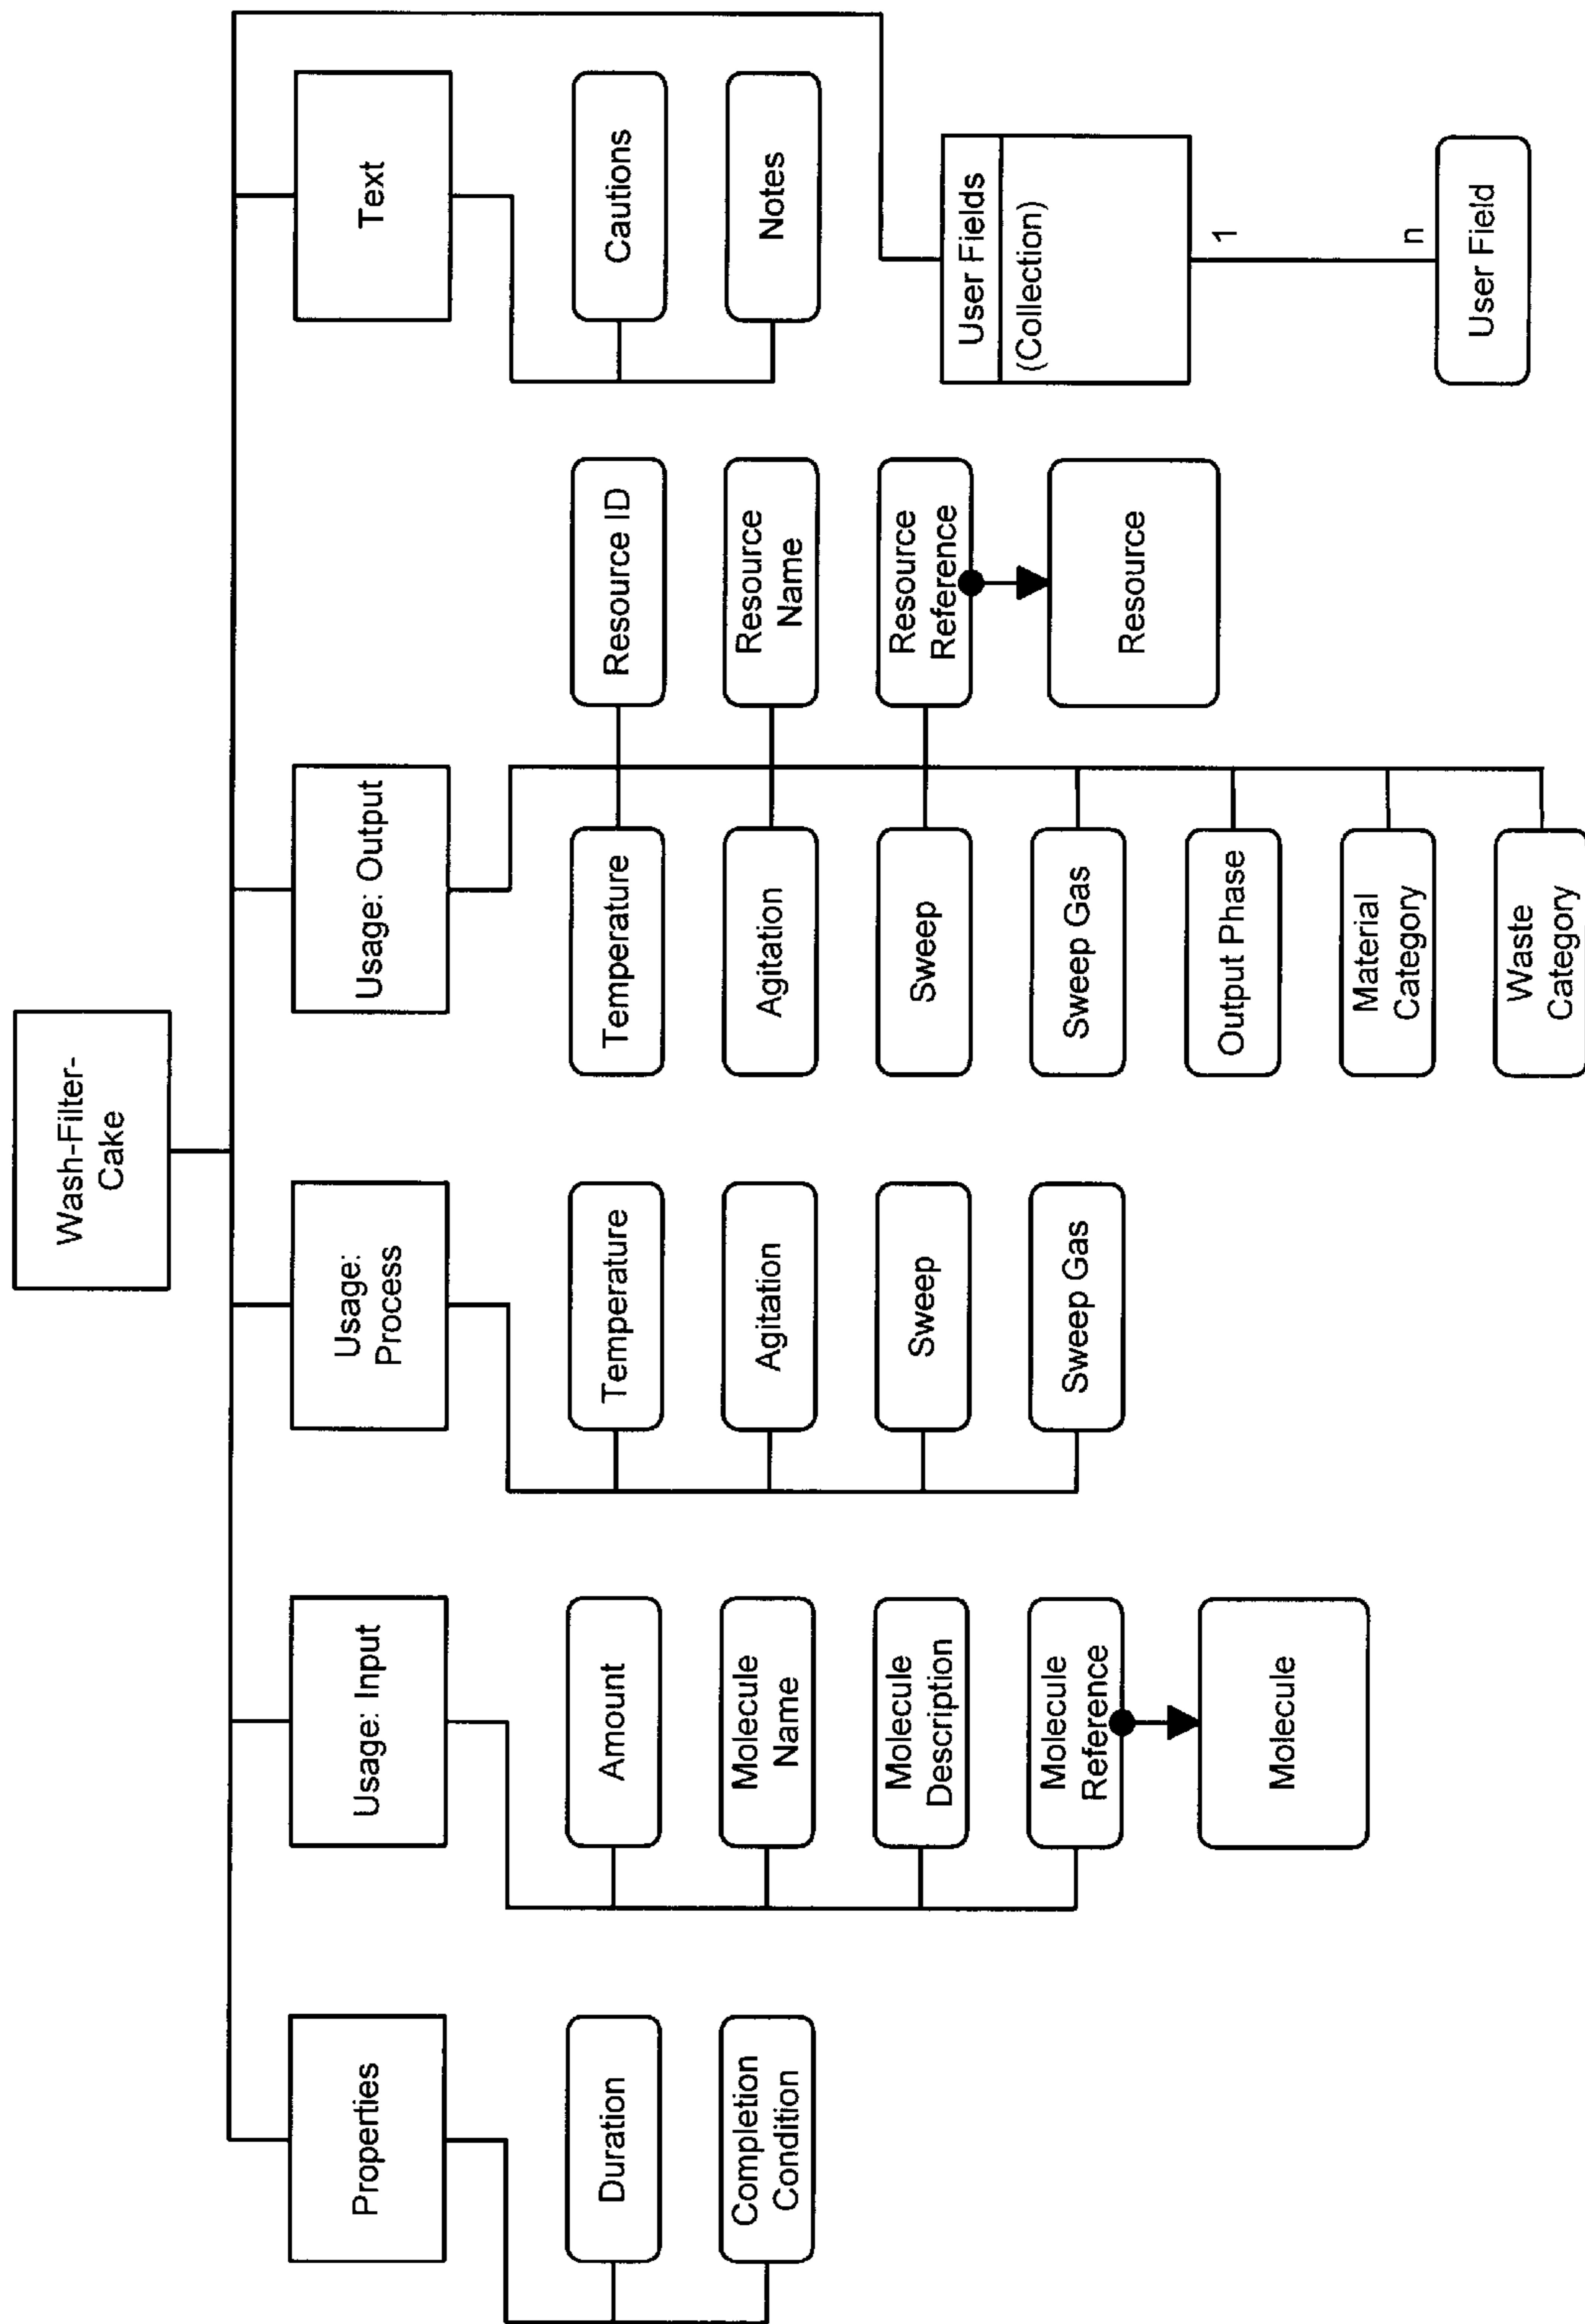 Wash-Filter-
Cake
Properties
Duration
Completion
Condition
Usage: Input
Amount
Molecule
Name
Molecule
Description
Molecule
Reference
Molecule
Usage:
Process
Temperature
Agitation
Sweep
Sweep Gas
Usage: Output
Temperature
Agitation
Sweep
Sweep Gas
Output Phase
Material
Category
Waste
Category
Resource ID
Resource
Name
Resource
Reference
Resource
Text
Cautions
Notes
User Fields
(Collection)
1
n
User Field